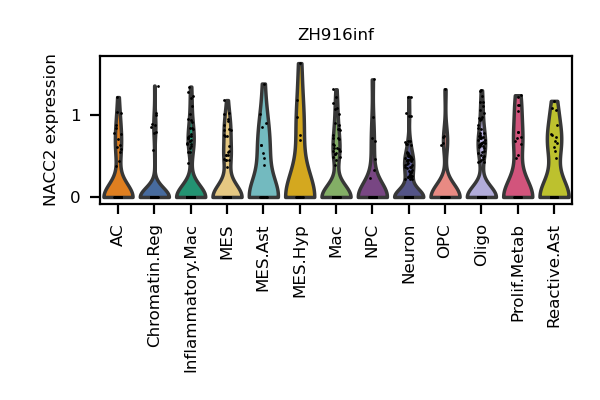 ZH916inf
NACC2 expression
1
0
AC
Chromatin.Reg
Inflammatory.Mac
MES
MES.Ast
MES.Hyp
Mac
NPC
Neuron
OPC
Oligo
Prolif.Metab
Reactive.Ast